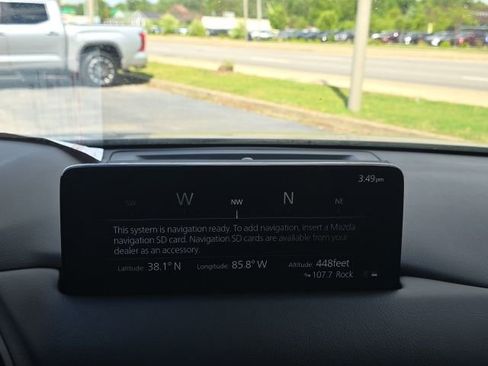 3:49pm
SW W NW N NE
This system is navigation ready. To add navigation, insert a Mazda
navigation SD card. Navigation SD cards are available from your
dealer as an accessory.
Latitude: 38.1° N Longitude: 85.8° W Altitude: 448feet
107.7 Rock